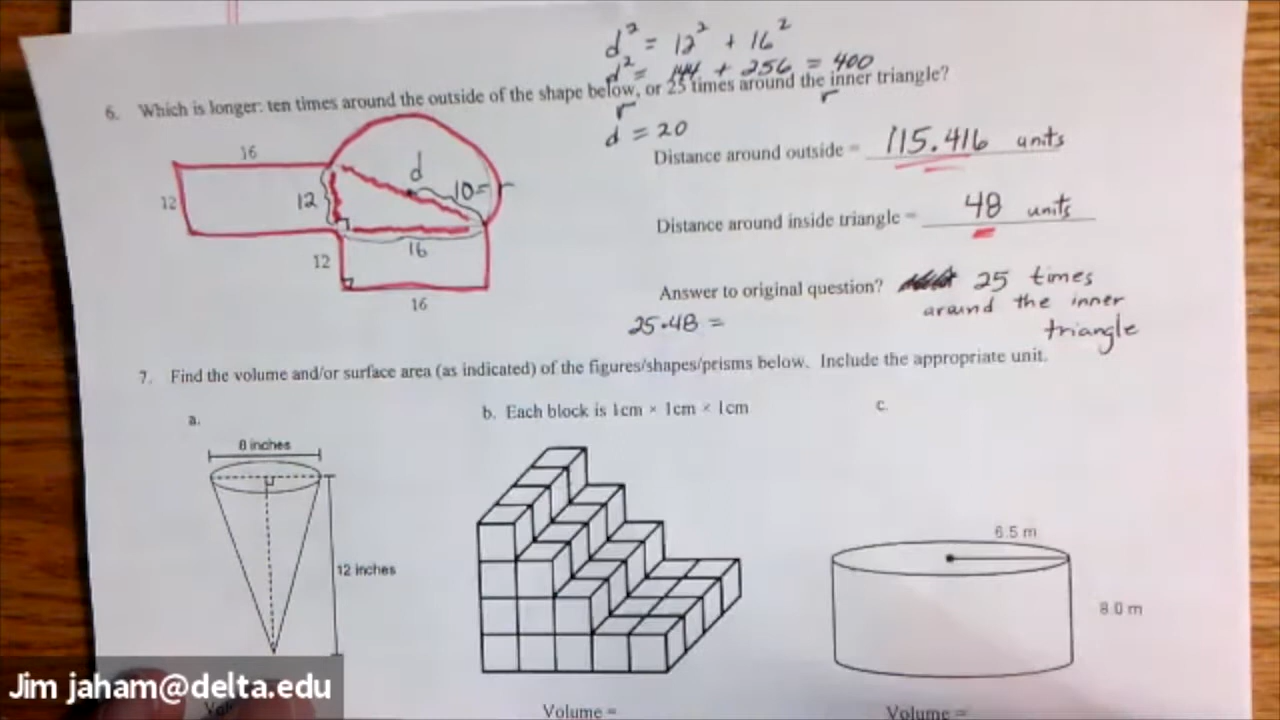 d² = 12² + 16²
d² = 144 + 256 = 400
6. Which is longer: ten times around the outside of the shape below, or 25 times around the inner triangle?
r r
d = 20
Distance around outside = 115.416 units
16
12
12
d
10 = r
16
12
16
Distance around inside triangle = 48 units
Answer to original question? 25 times
around the inner
triangle
25·48 =
7. Find the volume and/or surface area (as indicated) of the figures/shapes/prisms below. Include the appropriate unit.
a.
b. Each block is 1cm × 1cm × 1cm
c.
8 inches
12 inches
6.5 m
8.0 m
Jim jaham@delta.edu
Volume =
Volume =